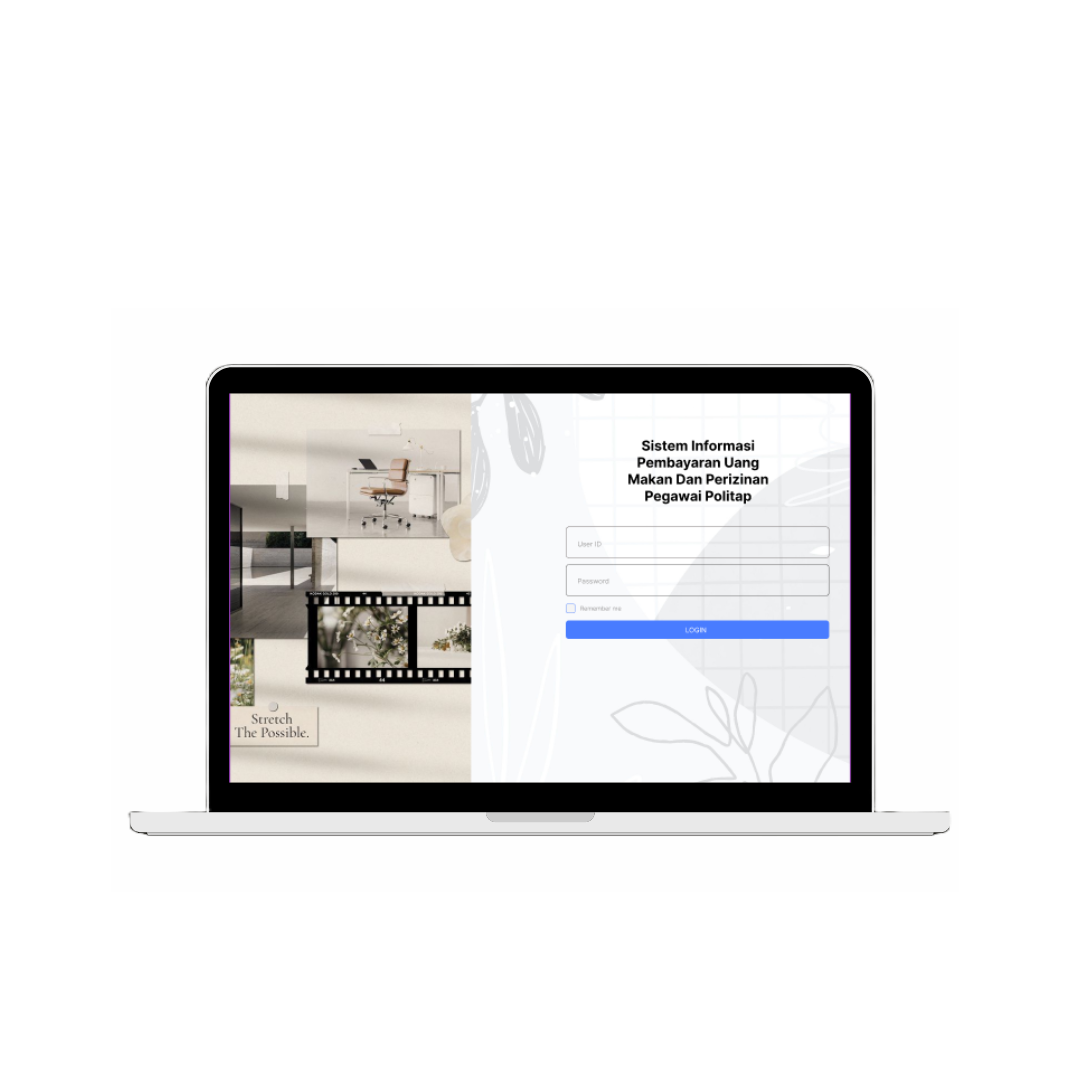 Sistem Informasi
Pembayaran Uang
Makan Dan Perizinan
Pegawai Politap
User ID
Password
Remember me
LOGIN
Stretch
The Possible.